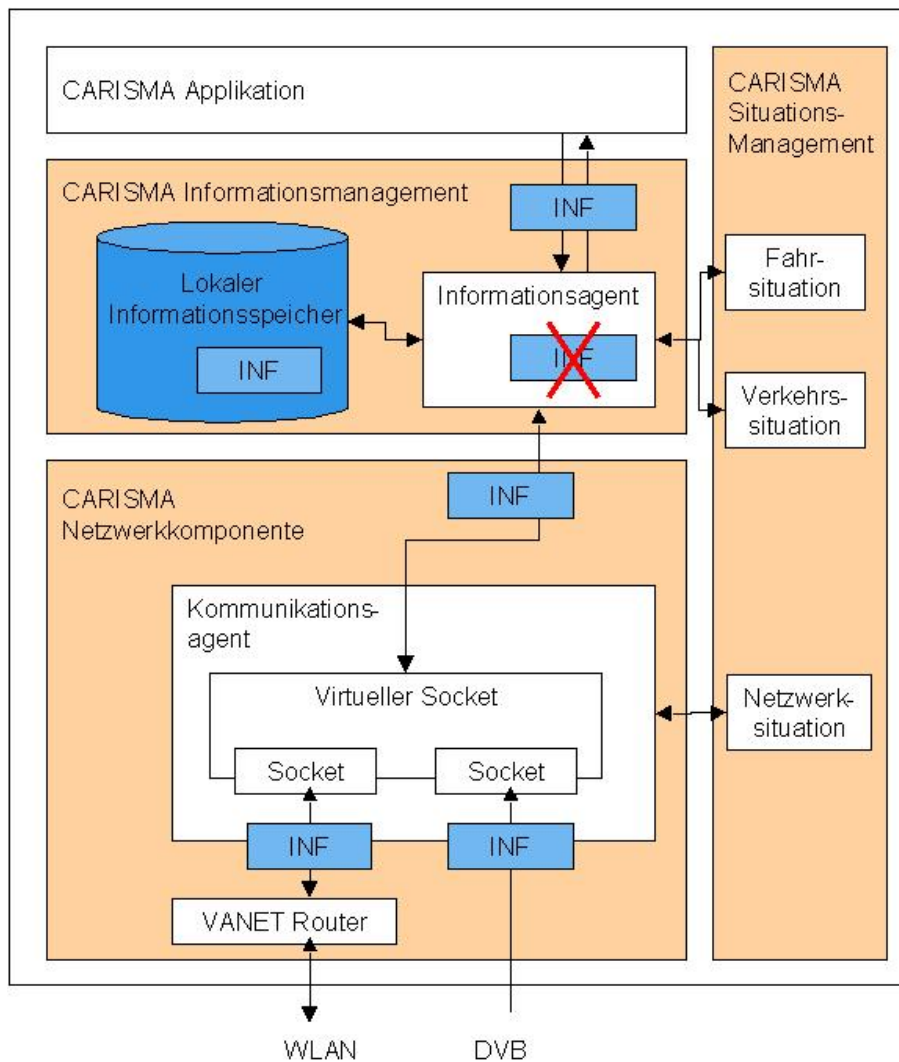 CARISMA Applikation
CARISMA
Situations-
Management
CARISMA Informationsmanagement
INF
Lokaler
Informationsspeicher
INF
Informationsagent
INF
Fahr-
situation
Verkehrs-
situation
CARISMA
Netzwerkkomponente
INF
Kommunikations-
agent
Virtueller Socket
Socket
Socket
Netzwerk-
situation
INF
INF
VANET Router
WLAN
DVB